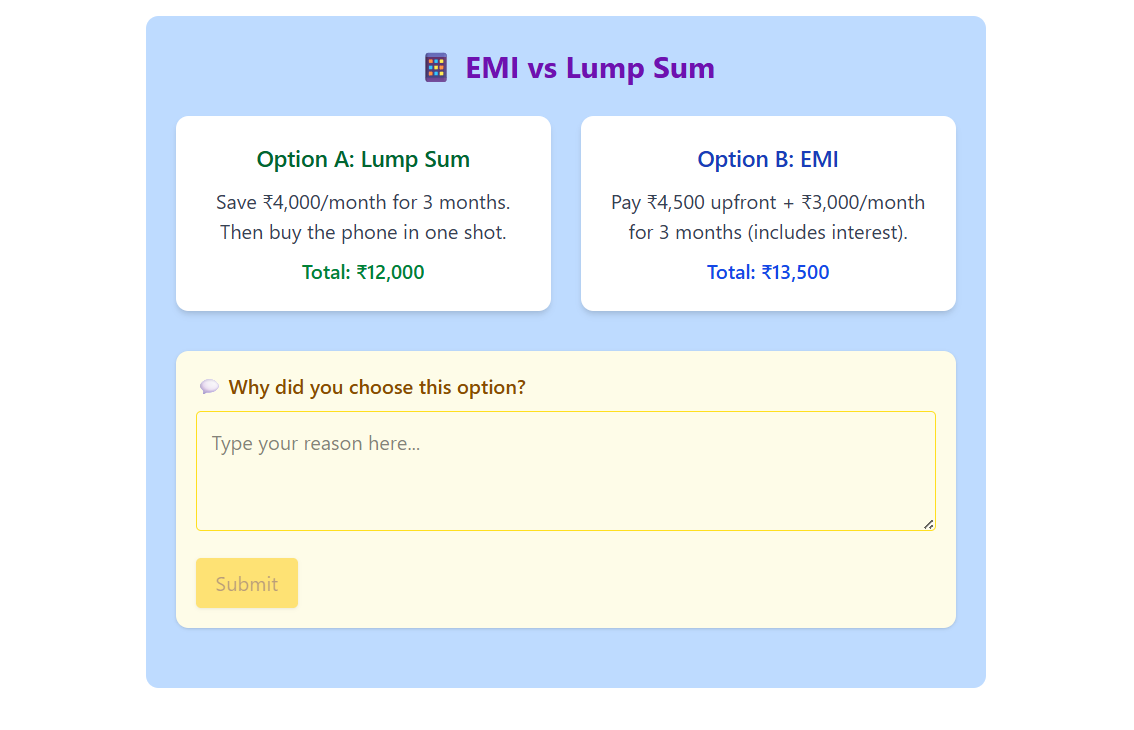 EMI vs Lump Sum
Option A: Lump Sum
Save ₹4,000/month for 3 months.
Then buy the phone in one shot.
Total: ₹12,000
Option B: EMI
Pay ₹4,500 upfront + ₹3,000/month
for 3 months (includes interest).
Total: ₹13,500
Why did you choose this option?
Type your reason here...
Submit